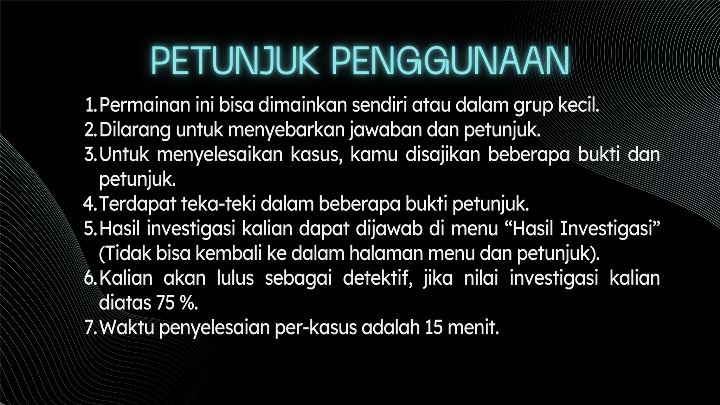 PETUNJUK PENGGUNAAN
1. Permainan ini bisa dimainkan sendiri atau dalam grup kecil.
2. Dilarang untuk menyebarkan jawaban dan petunjuk.
3. Untuk menyelesaikan kasus, kamu disajikan beberapa bukti dan
petunjuk.
4. Terdapat teka-teki dalam beberapa bukti petunjuk.
5. Hasil investigasi kalian dapat dijawab di menu “Hasil Investigasi”
(Tidak bisa kembali ke dalam halaman menu dan petunjuk).
6. Kalian akan lulus sebagai detektif, jika nilai investigasi kalian
diatas 75 %.
7. Waktu penyelesaian per-kasus adalah 15 menit.